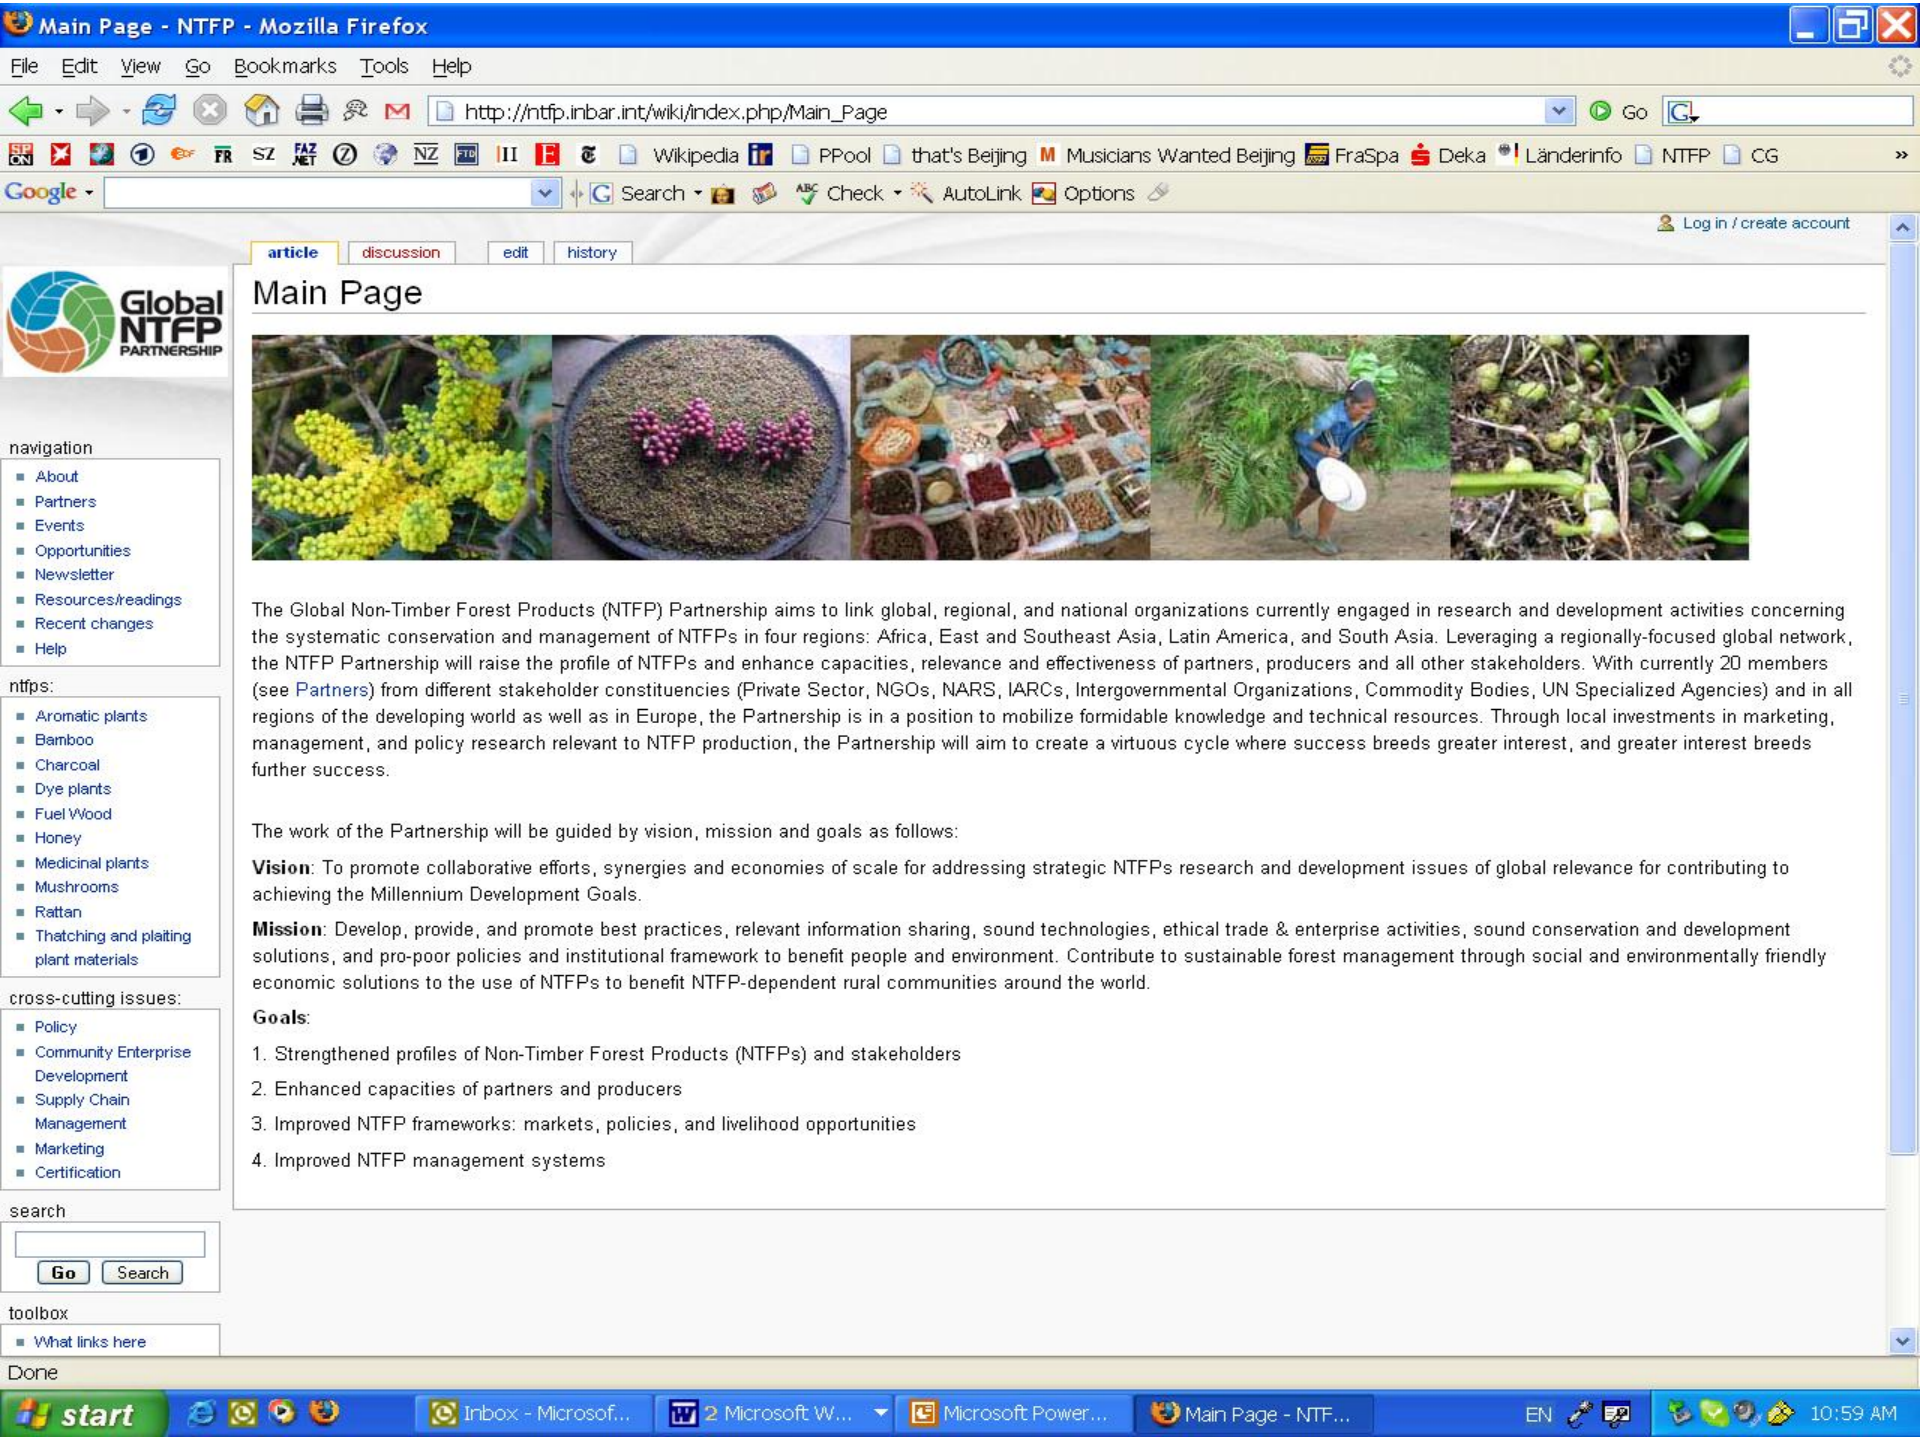 Main Page - NTFP - Mozilla Firefox
File Edit View Go Bookmarks Tools Help
http://ntfp.inbar.int/wiki/index.php/Main_Page Go G
SP ON FR SZ FAZ .NET Z NZ FTD III E Wikipedia ir PPool that's Beijing M Musicians Wanted Beijing FraSpa Deka Länderinfo NTFP CG »
Google G Search ABC Check AutoLink Options
Log in / create account
article discussion edit history
Global
NTFP
PARTNERSHIP
Main Page
navigation
About
Partners
Events
Opportunities
Newsletter
Resources/readings
Recent changes
Help
ntfps:
Aromatic plants
Bamboo
Charcoal
Dye plants
Fuel Wood
Honey
Medicinal plants
Mushrooms
Rattan
Thatching and plaiting
plant materials
cross-cutting issues:
Policy
Community Enterprise
Development
Supply Chain
Management
Marketing
Certification
search
Go Search
toolbox
What links here
The Global Non-Timber Forest Products (NTFP) Partnership aims to link global, regional, and national organizations currently engaged in research and development activities concerning
the systematic conservation and management of NTFPs in four regions: Africa, East and Southeast Asia, Latin America, and South Asia. Leveraging a regionally-focused global network,
the NTFP Partnership will raise the profile of NTFPs and enhance capacities, relevance and effectiveness of partners, producers and all other stakeholders. With currently 20 members
(see Partners) from different stakeholder constituencies (Private Sector, NGOs, NARS, IARCs, Intergovernmental Organizations, Commodity Bodies, UN Specialized Agencies) and in all
regions of the developing world as well as in Europe, the Partnership is in a position to mobilize formidable knowledge and technical resources. Through local investments in marketing,
management, and policy research relevant to NTFP production, the Partnership will aim to create a virtuous cycle where success breeds greater interest, and greater interest breeds
further success.
The work of the Partnership will be guided by vision, mission and goals as follows:
Vision: To promote collaborative efforts, synergies and economies of scale for addressing strategic NTFPs research and development issues of global relevance for contributing to
achieving the Millennium Development Goals.
Mission: Develop, provide, and promote best practices, relevant information sharing, sound technologies, ethical trade & enterprise activities, sound conservation and development
solutions, and pro-poor policies and institutional framework to benefit people and environment. Contribute to sustainable forest management through social and environmentally friendly
economic solutions to the use of NTFPs to benefit NTFP-dependent rural communities around the world.
Goals:
1. Strengthened profiles of Non-Timber Forest Products (NTFPs) and stakeholders
2. Enhanced capacities of partners and producers
3. Improved NTFP frameworks: markets, policies, and livelihood opportunities
4. Improved NTFP management systems
Done
start Inbox - Microsof... 2 Microsoft W... Microsoft Power... Main Page - NTF... EN 10:59 AM